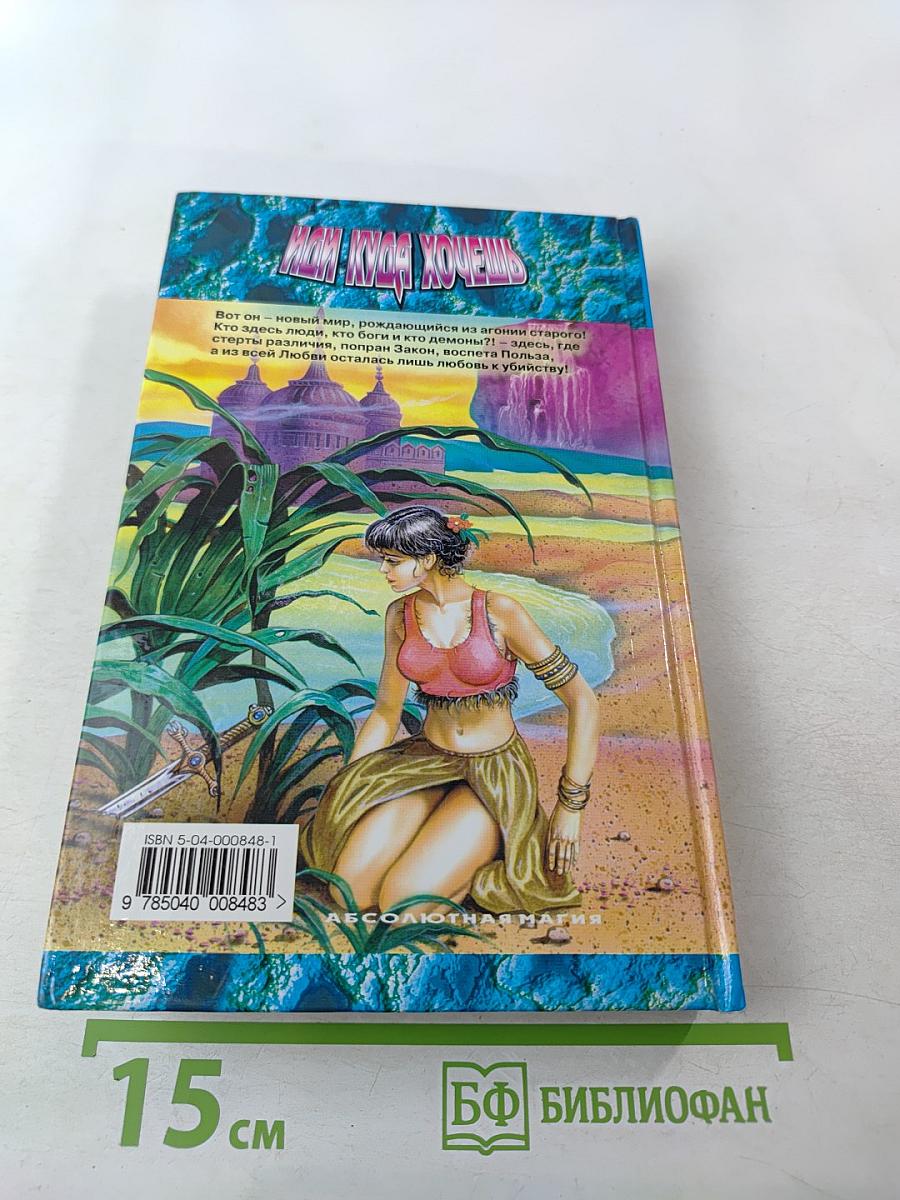 ИДИ КУДА ХОЧЕШЬ
Вот он – новый мир, рождающийся из агонии старого!
Кто здесь люди, кто боги и кто демоны?! – здесь, где
стерты различия, попран Закон, воспета Польза,
а из всей Любви осталась лишь любовь к убийству!
ISBN 5-04-000848-1
9 785040 008483 >
АБСОЛЮТНАЯ МАГИЯ
15 см
БФ БИБЛИОФАН